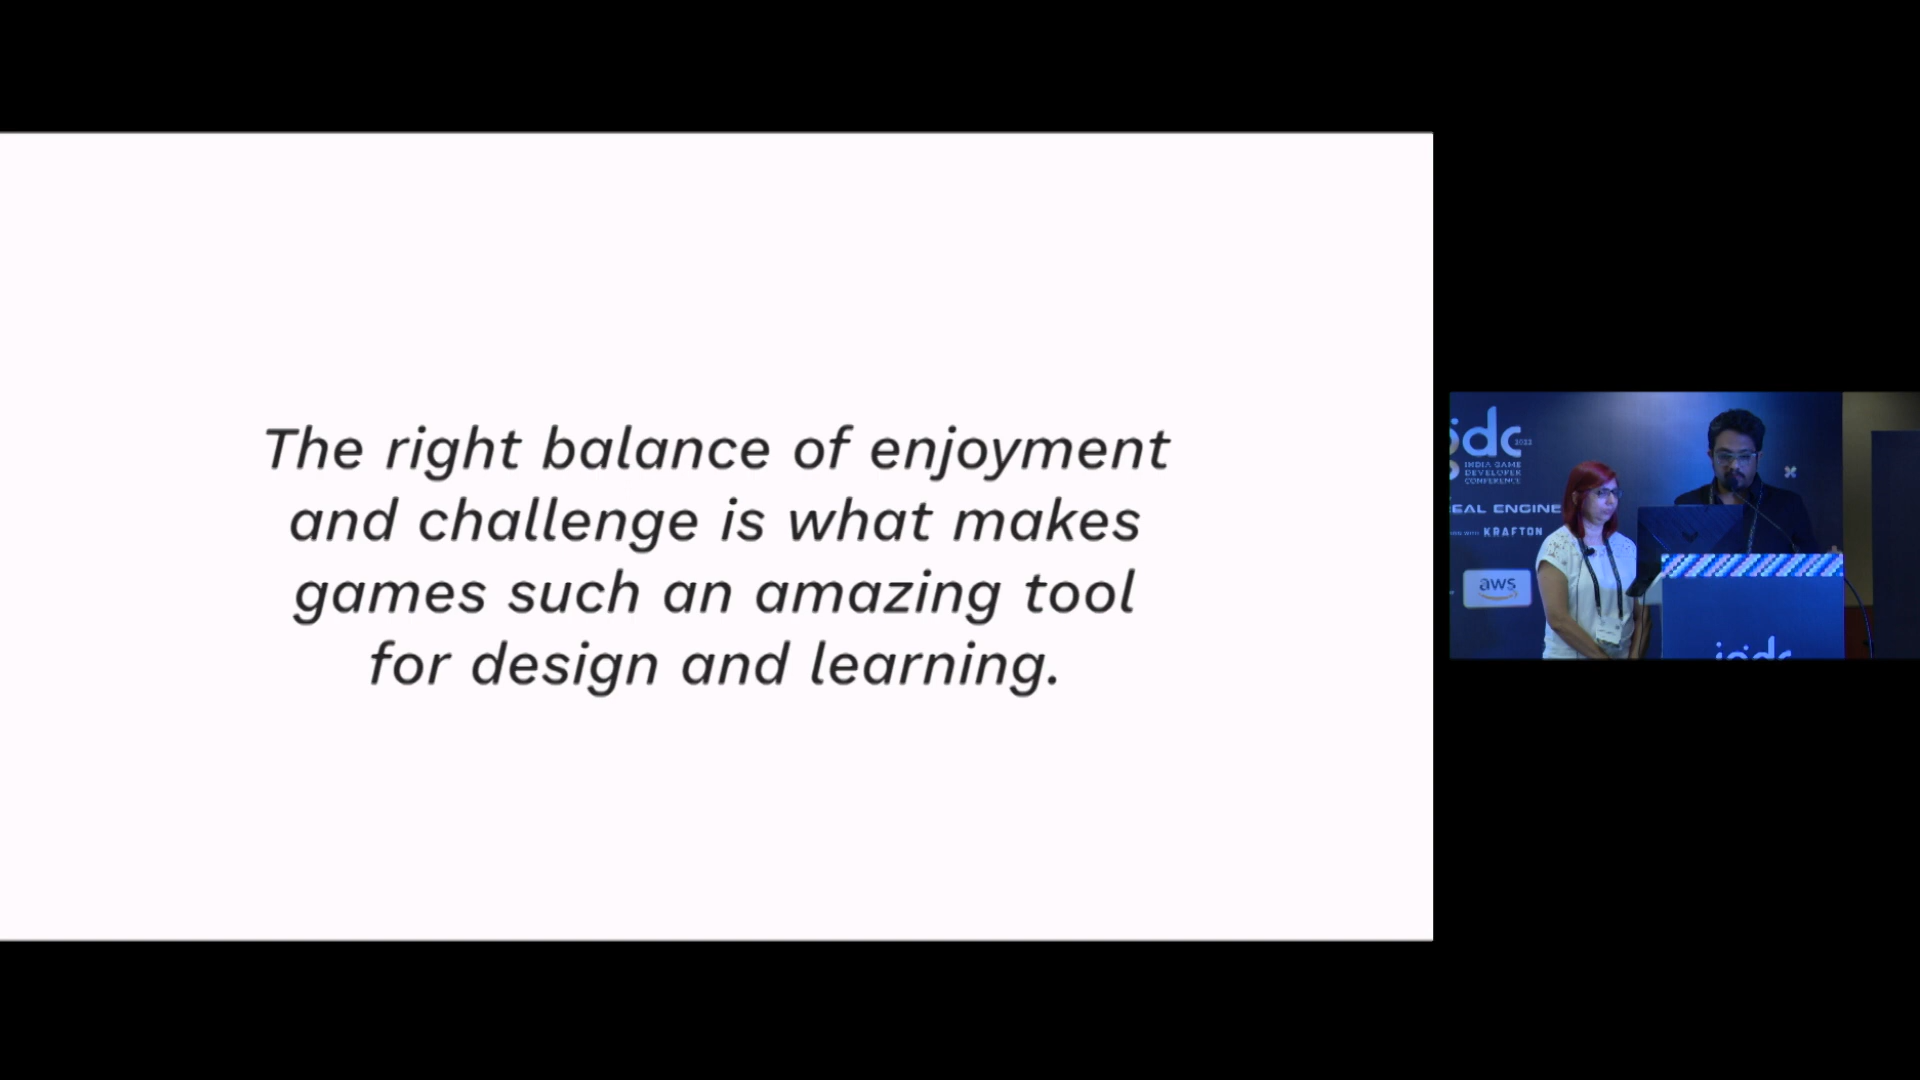 The right balance of enjoyment
and challenge is what makes
games such an amazing tool
for design and learning.
INDIA GAME
DEVELOPER
CONFERENCE
EAL ENGINE
KRAFTON
aws
igdc